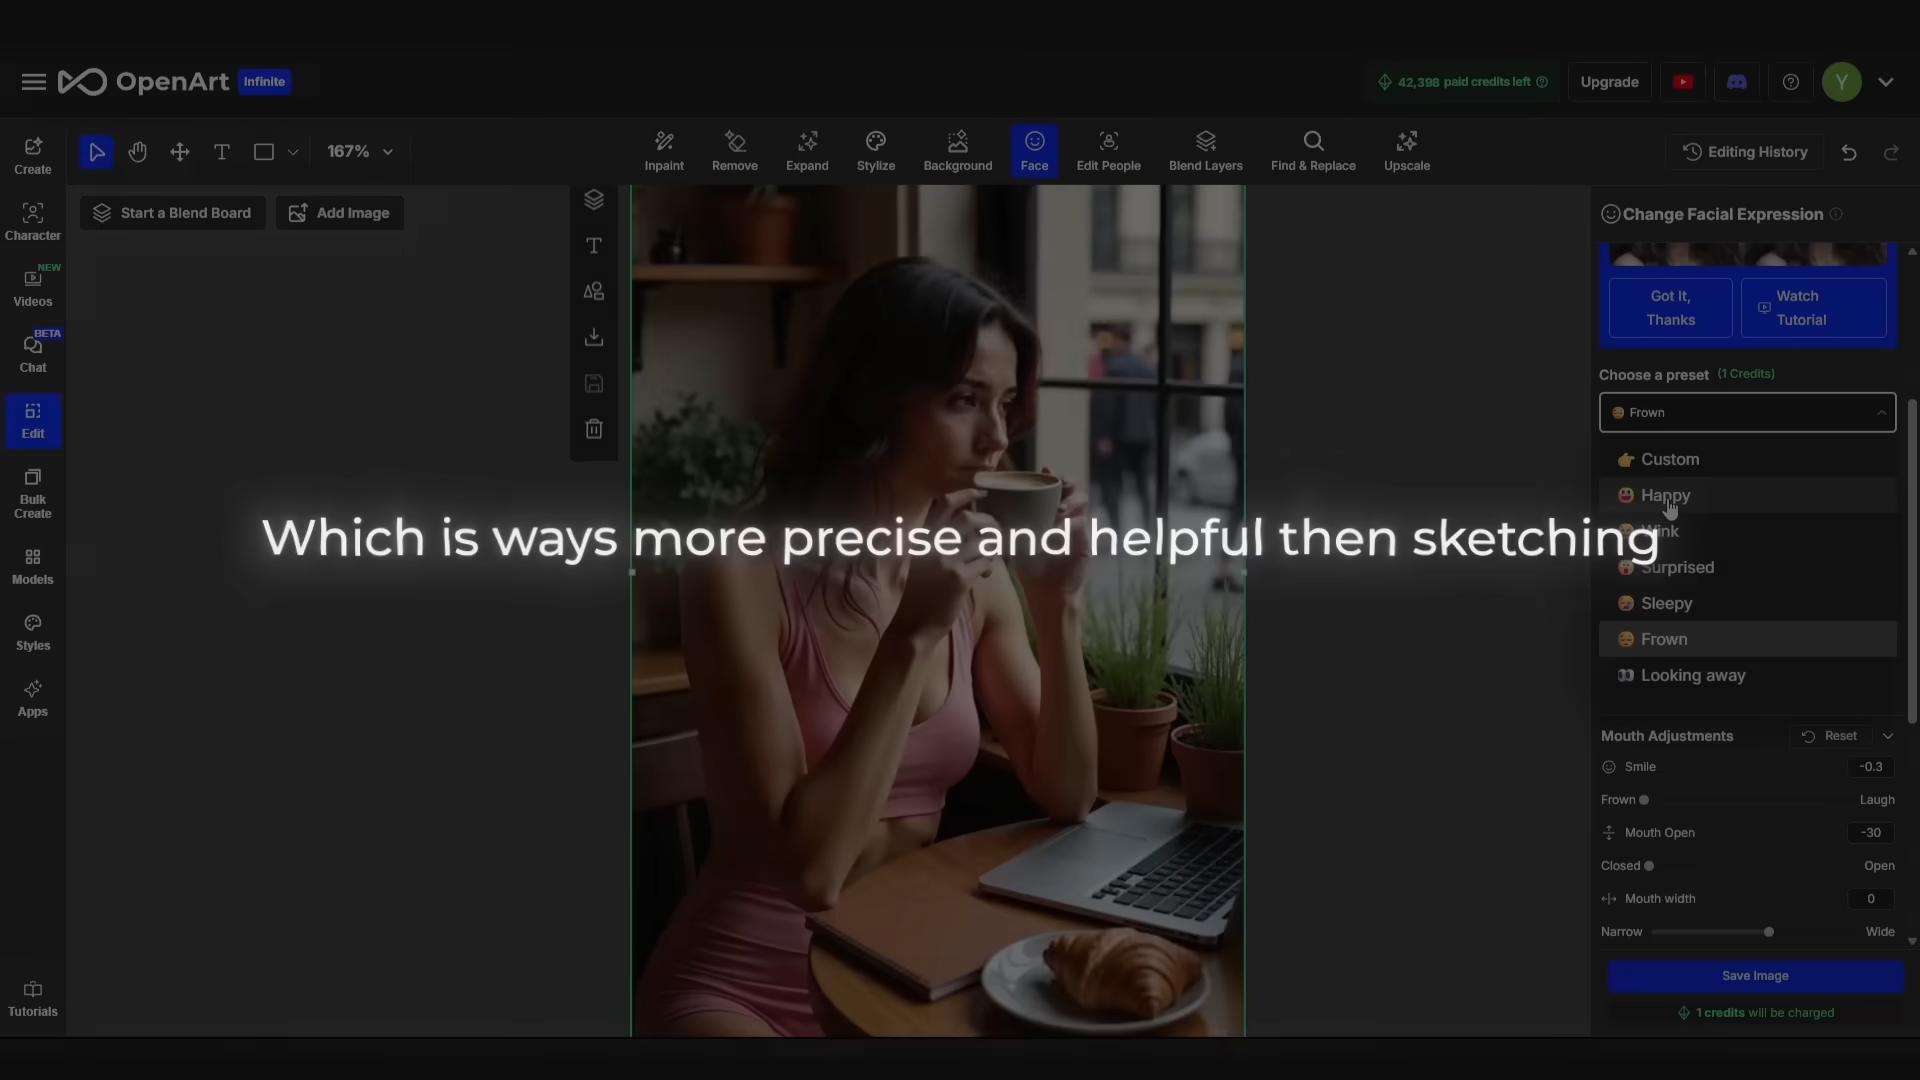 OpenArt Infinite
42,398 paid credits left
Upgrade
Y
Create
Character
NEW
Videos
BETA
Chat
Edit
Bulk
Create
Models
Styles
Apps
Tutorials
T
167%
Inpaint
Remove
Expand
Stylize
Background
Face
Edit People
Blend Layers
Find & Replace
Upscale
Editing History
Start a Blend Board
Add Image
T
Which is ways more precise and helpful then sketching
Change Facial Expression
Got It,
Thanks
Watch
Tutorial
Choose a preset (1 Credits)
Frown
Custom
Happy
Wink
Surprised
Sleepy
Frown
Looking away
Mouth Adjustments Reset
Smile -0.3
Frown Laugh
Mouth Open -30
Closed Open
Mouth width 0
Narrow Wide
Save Image
1 credits will be charged